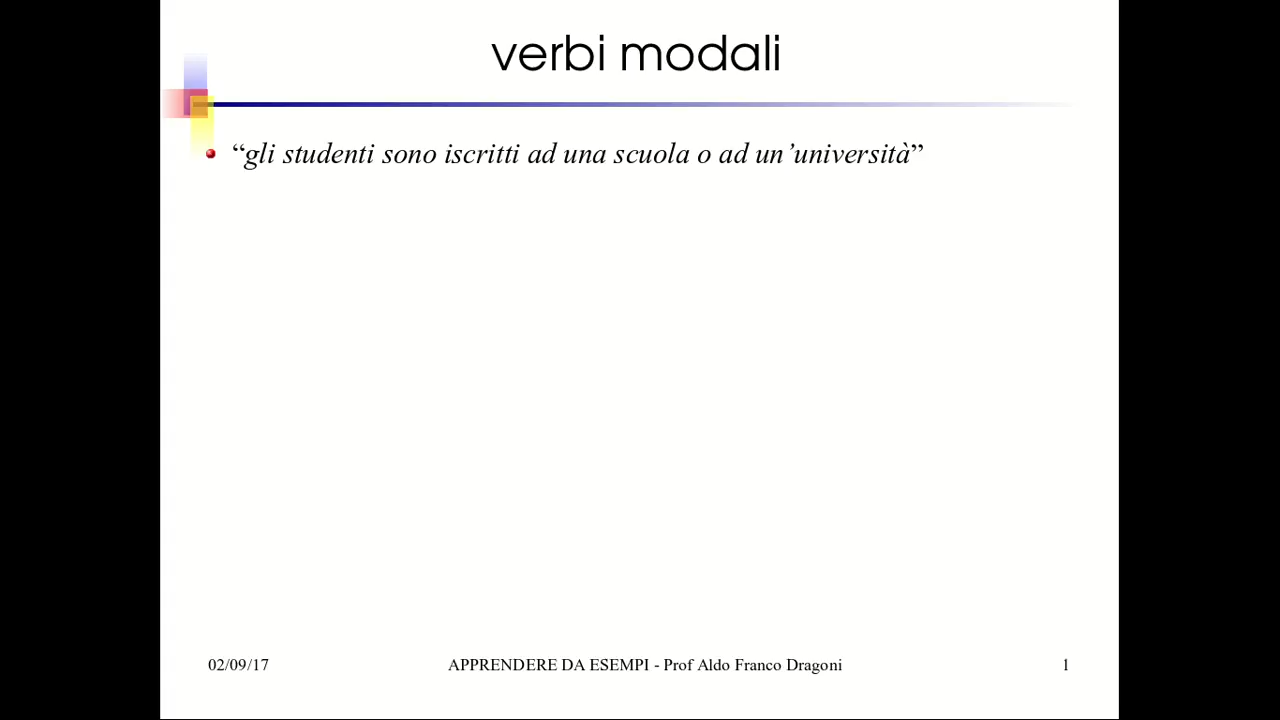 verbi modali
“gli studenti sono iscritti ad una scuola o ad un’università”
02/09/17 APPRENDERE DA ESEMPI - Prof Aldo Franco Dragoni 1